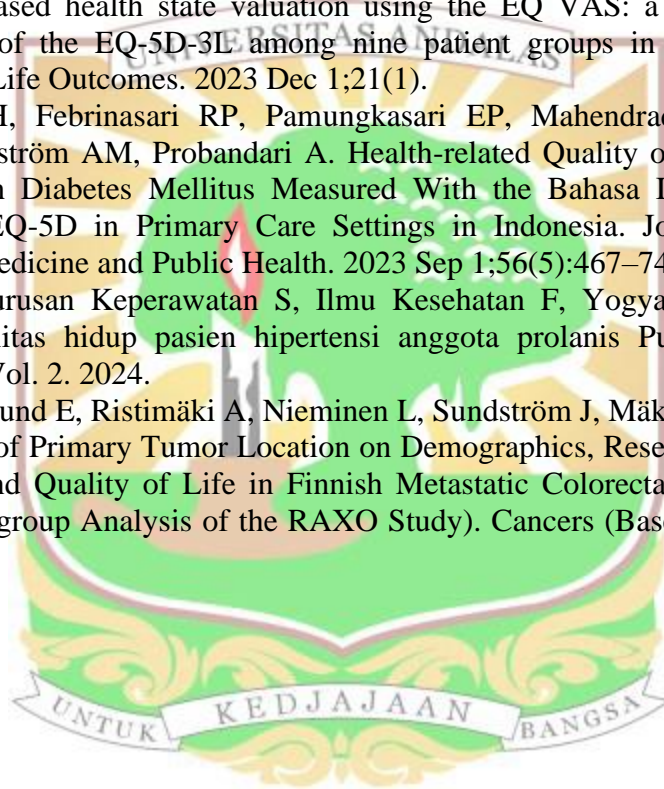 ased health state valuation using the EQ VAS: a
of the EQ-5D-3L among nine patient groups in
UNIVERSITAS ANDALAS
Life Outcomes. 2023 Dec 1;21(1).
H, Febrinasari RP, Pamungkasari EP, Mahendrad
ström AM, Probandari A. Health-related Quality o
Diabetes Mellitus Measured With the Bahasa
EQ-5D in Primary Care Settings in Indonesia. Jo
edicine and Public Health. 2023 Sep 1;56(5):467–74
urusan Keperawatan S, Ilmu Kesehatan F, Yogya
litas hidup pasien hipertensi anggota prolanis Pu
Vol. 2. 2024.
und E, Ristimäki A, Nieminen L, Sundström J, Mäk
of Primary Tumor Location on Demographics, Rese
nd Quality of Life in Finnish Metastatic Colorecta
group Analysis of the RAXO Study). Cancers (Base
UNTUK KEDJAJAAN BANGSA